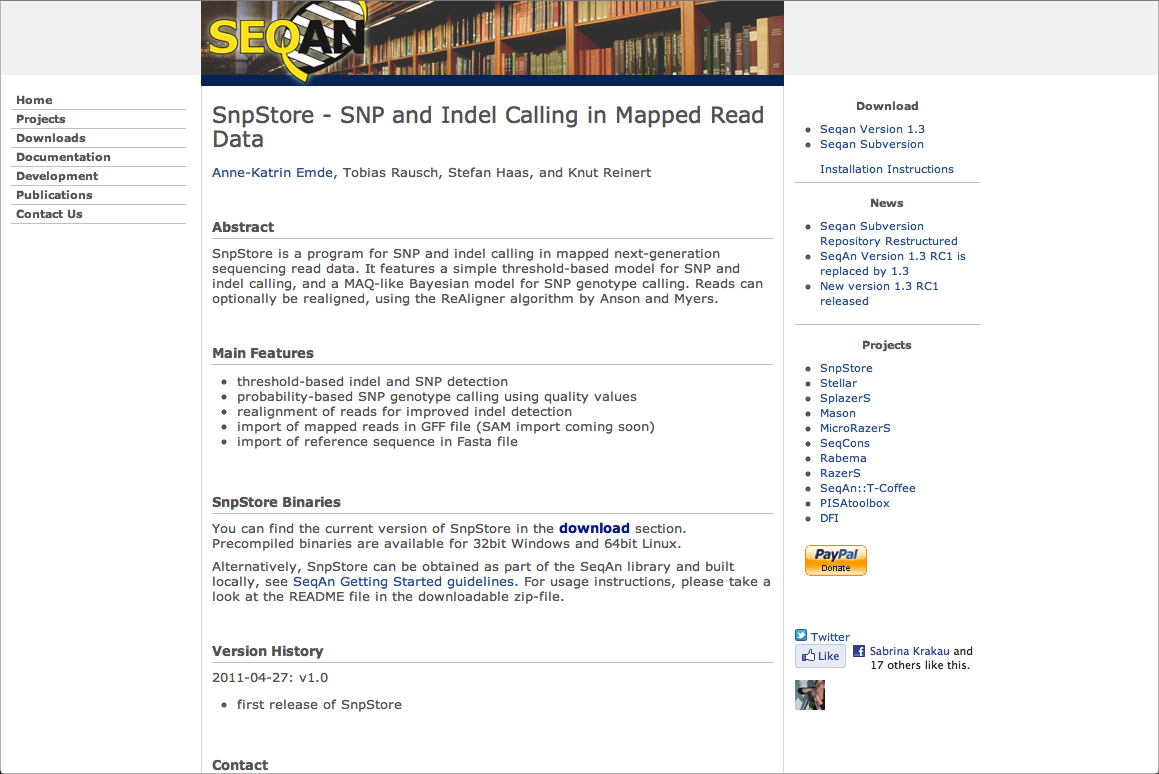 SEQAN
Home
Projects
Downloads
Documentation
Development
Publications
Contact Us
SnpStore - SNP and Indel Calling in Mapped Read
Data
Anne-Katrin Emde, Tobias Rausch, Stefan Haas, and Knut Reinert
Abstract
SnpStore is a program for SNP and indel calling in mapped next-generation
sequencing read data. It features a simple threshold-based model for SNP and
indel calling, and a MAQ-like Bayesian model for SNP genotype calling. Reads can
optionally be realigned, using the ReAligner algorithm by Anson and Myers.
Main Features
• threshold-based indel and SNP detection
• probability-based SNP genotype calling using quality values
• realignment of reads for improved indel detection
• import of mapped reads in GFF file (SAM import coming soon)
• import of reference sequence in Fasta file
SnpStore Binaries
You can find the current version of SnpStore in the download section.
Precompiled binaries are available for 32bit Windows and 64bit Linux.
Alternatively, SnpStore can be obtained as part of the SeqAn library and built
locally, see SeqAn Getting Started guidelines. For usage instructions, please take a
look at the README file in the downloadable zip-file.
Version History
2011-04-27: v1.0
• first release of SnpStore
Contact
Download
• Seqan Version 1.3
• Seqan Subversion
Installation Instructions
News
• Seqan Subversion
Repository Restructured
• SeqAn Version 1.3 RC1 is
replaced by 1.3
• New version 1.3 RC1
released
Projects
• SnpStore
• Stellar
• SplazerS
• Mason
• MicroRazerS
• SeqCons
• Rabema
• RazerS
• SeqAn::T-Coffee
• PISAtoolbox
• DFI
PayPal
Donate
Twitter
Like
Sabrina Krakau and
17 others like this.